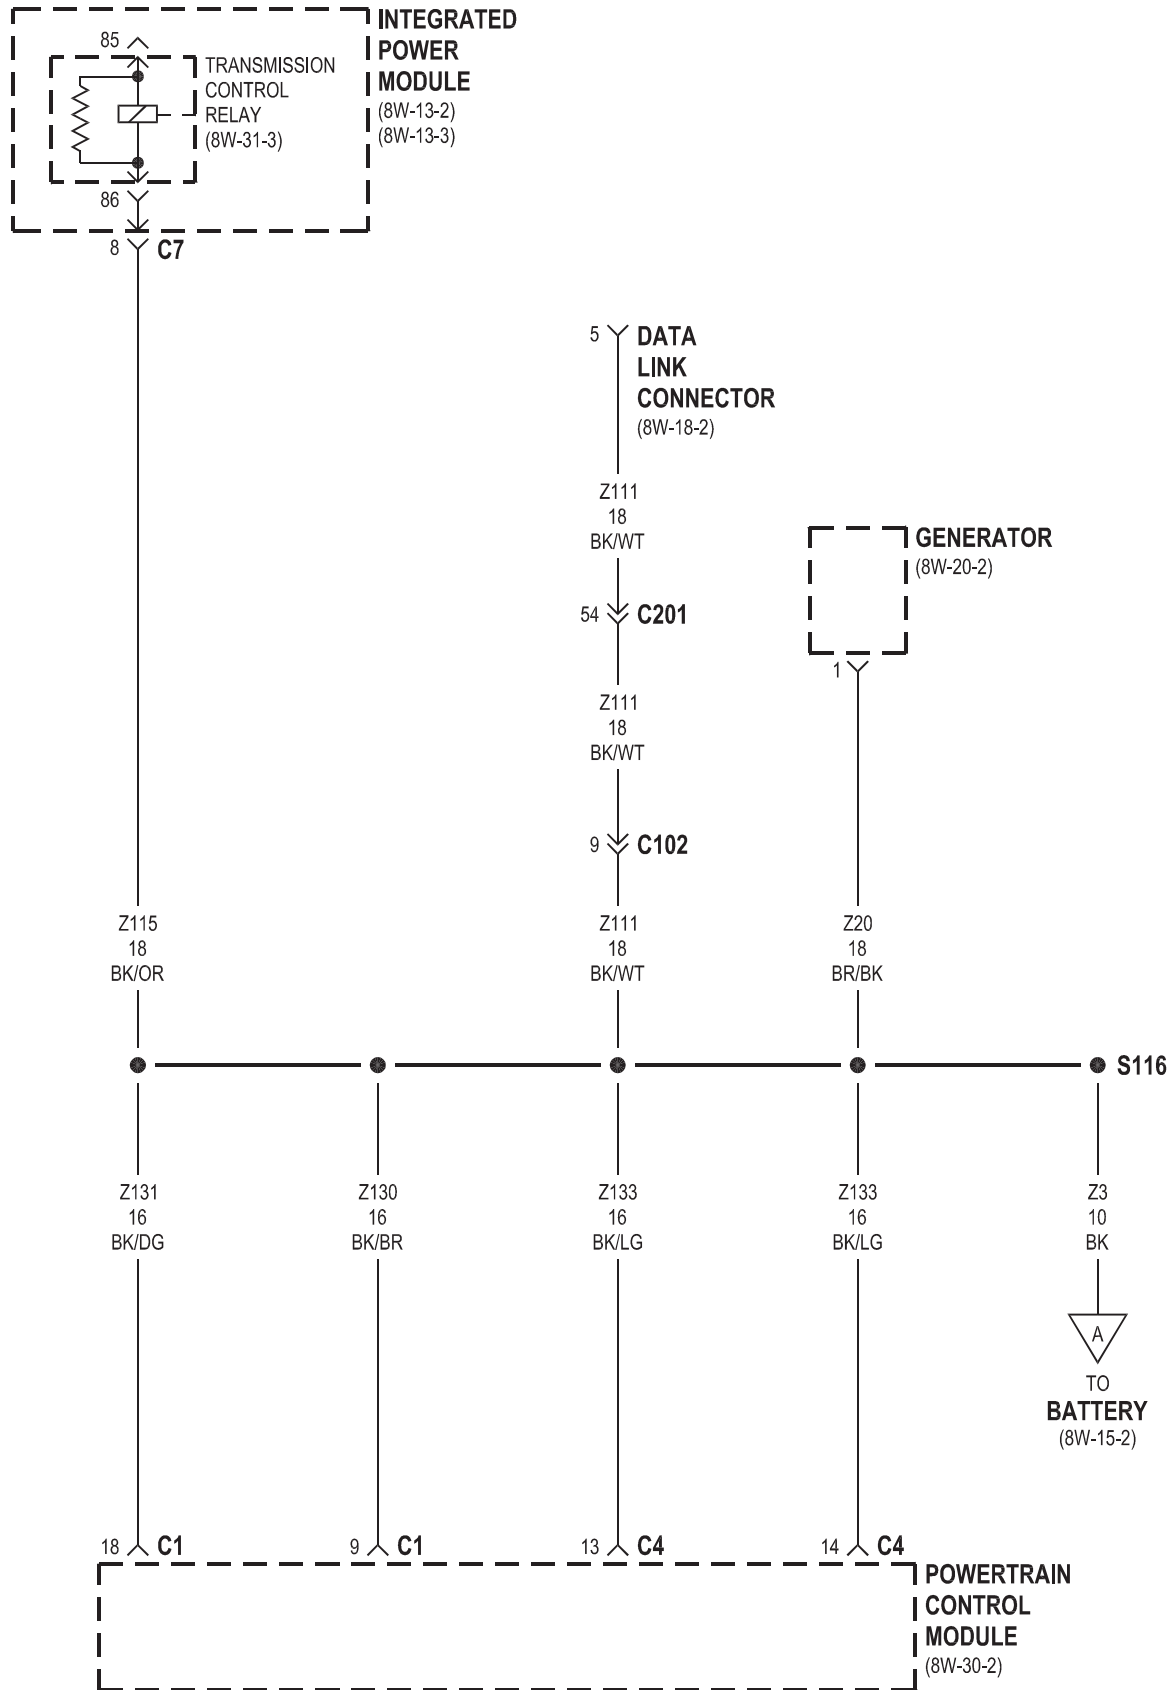 INTEGRATED
POWER
MODULE
(8W-13-2)
(8W-13-3)
85
TRANSMISSION
CONTROL
RELAY
(8W-31-3)
86
8
C7
5
DATA
LINK
CONNECTOR
(8W-18-2)
Z111
18
BK/WT
GENERATOR
(8W-20-2)
54
C201
1
Z111
18
BK/WT
9
C102
Z115
18
BK/OR
Z111
18
BK/WT
Z20
18
BR/BK
S116
Z131
16
BK/DG
Z130
16
BK/BR
Z133
16
BK/LG
Z133
16
BK/LG
Z3
10
BK
A
TO
BATTERY
(8W-15-2)
18
C1
9
C1
13
C4
14
C4
POWERTRAIN
CONTROL
MODULE
(8W-30-2)